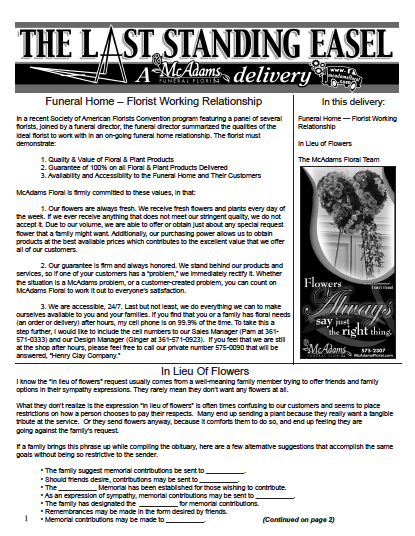 THE LAST STANDING EASEL
A McAdams delivery
FUNERAL FLORIST
www.
mcadamsfloral
.com
Funeral Home – Florist Working Relationship
In a recent Society of American Florists Convention program featuring a panel of several
florists, joined by a funeral director, the funeral director summarized the qualities of the
ideal florist to work with in an on-going funeral home relationship. The florist must
demonstrate:
1. Quality & Value of Floral & Plant Products
2. Guarantee of 100% on all Floral & Plant Products Delivered
3. Availability and Accessibility to the Funeral Home and Their Customers
McAdams Floral is firmly committed to these values, in that:
1. Our flowers are always fresh. We receive fresh flowers and plants every day of
the week. If we ever receive anything that does not meet our stringent quality, we do not
accept it. Due to our volume, we are able to offer or obtain just about any special request
flower that a family might want. Additionally, our purchasing power allows us to obtain
products at the best available prices which contributes to the excellent value that we offer
all of our customers.
2. Our guarantee is firm and always honored. We stand behind our products and
services, so if one of your customers has a “problem,” we immediately rectify it. Whether
the situation is a McAdams problem, or a customer-created problem, you can count on
McAdams Floral to work it out to everyone's satisfaction.
3. We are accessible, 24/7. Last but not least, we do everything we can to make
ourselves available to you and your families. If you find that you or a family has floral needs
(an order or delivery) after hours, my cell phone is on 99.9% of the time. To take this a
step further, I would like to include the cell numbers to our Sales Manager (Pam at 361-
571-0333) and our Design Manager (Ginger at 361-571-0923). If you feel that we are still
at the shop after hours, please feel free to call our private number 575-0090 that will be
answered, “Henry Clay Company.”
In this delivery:
Funeral Home — Florist Working
Relationship
In Lieu Of Flowers
The McAdams Floral Team
Flowers
Always
say just
the right thing.
McAdams
575-2307
McAdamsFloral.com
In Lieu Of Flowers
I know the “in lieu of flowers” request usually comes from a well-meaning family member trying to offer friends and family
options in their sympathy expressions. They rarely mean they don't want any flowers at all.
What they don't realize is the expression “in lieu of flowers” is often times confusing to our customers and seems to place
restrictions on how a person chooses to pay their respects. Many end up sending a plant because they really want a tangible
tribute at the service. Or they send flowers anyway, because it comforts them to do so, and end up feeling they are
going against the family's request.
If a family brings this phrase up while compiling the obituary, here are a few alternative suggestions that accomplish the same
goals without being so restrictive to the sender.
• The family suggest memorial contributions be sent to __________.
• Should friends desire, contributions may be sent to __________.
• The __________ Memorial has been established for those wishing to contribute.
• As an expression of sympathy, memorial contributions may be sent to __________.
• The family has designated the __________ for memorial contributions.
• Remembrances may be made in the form desired by friends.
• Memorial contributions may be made to __________.
(Continued on page 2)
1